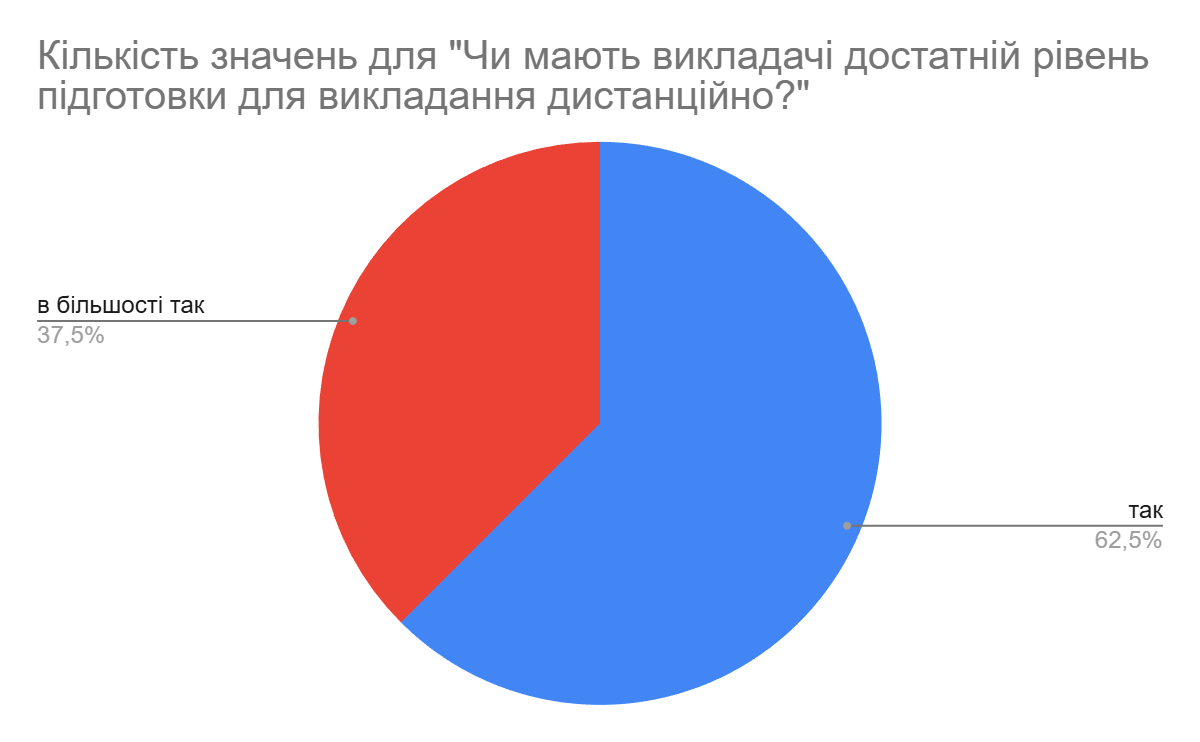 Кількість значень для "Чи мають викладачі достатній рівень
підготовки для викладання дистанційно?"
в більшості так
37,5%
так
62,5%